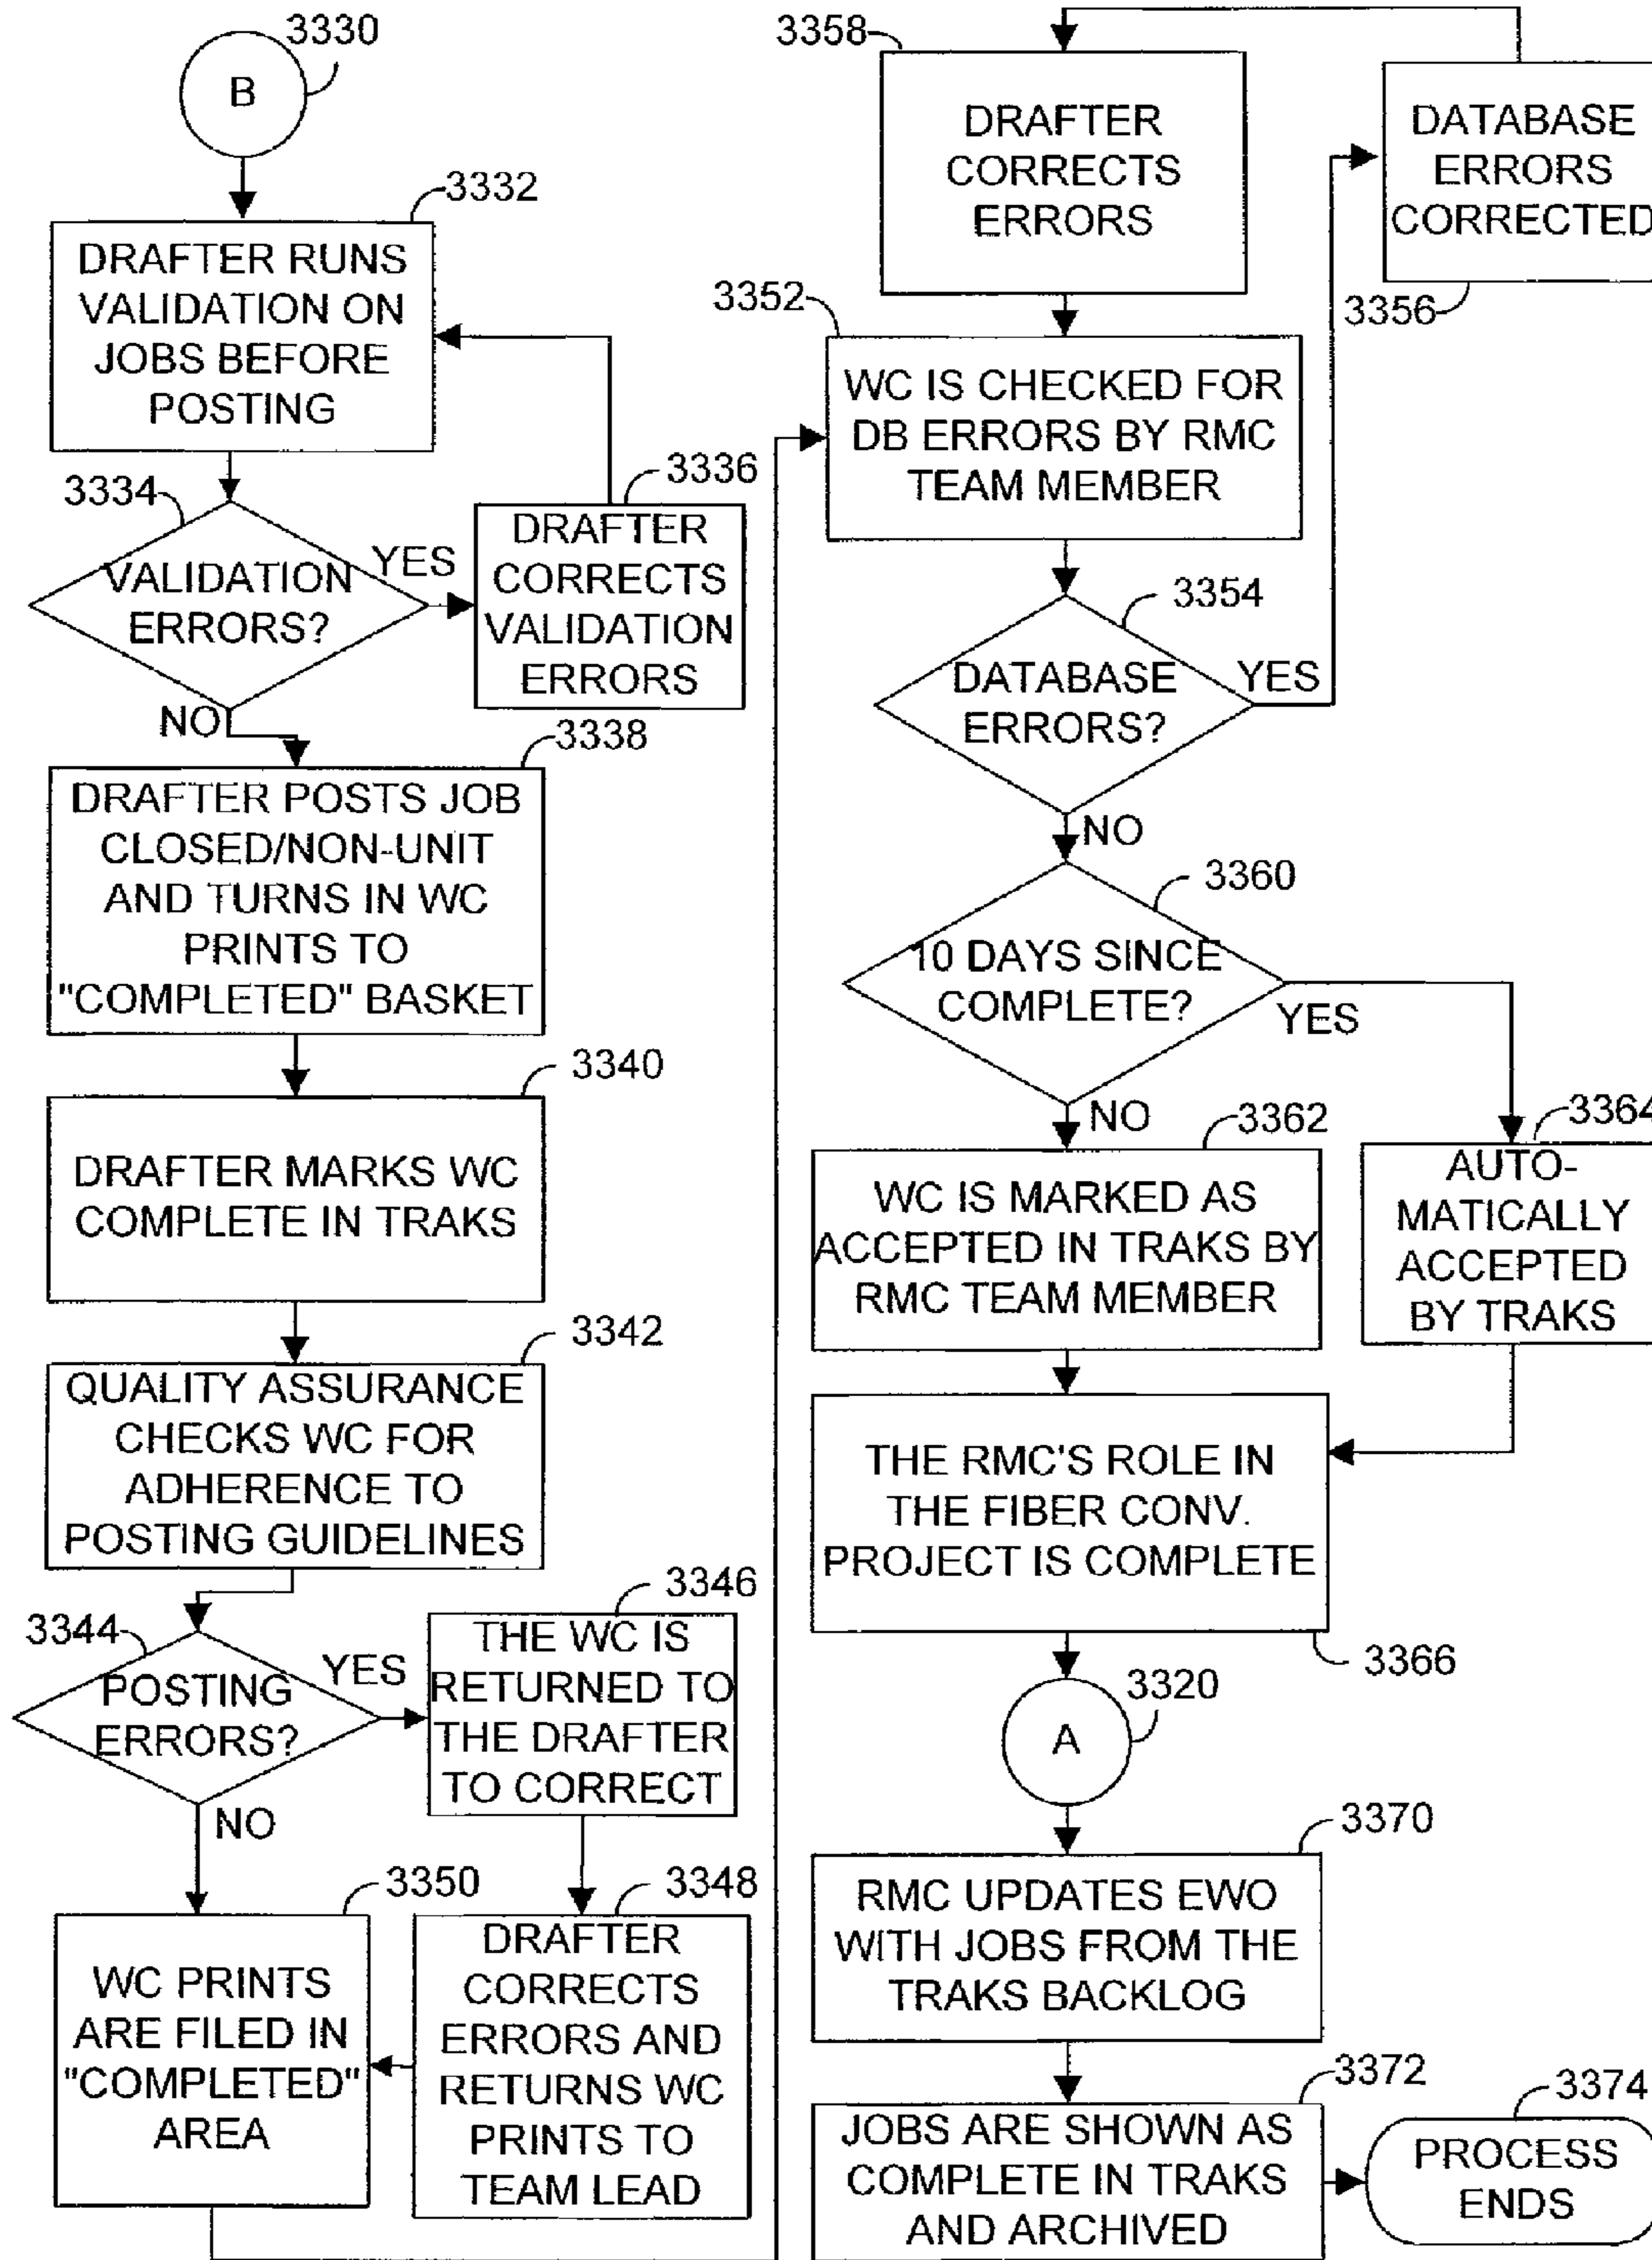 3330
B
3332
DRAFTER RUNS
VALIDATION ON
JOBS BEFORE
POSTING
3334
VALIDATION
ERRORS?
YES
3336
DRAFTER
CORRECTS
VALIDATION
ERRORS
NO
3338
DRAFTER POSTS JOB
CLOSED/NON-UNIT
AND TURNS IN WC
PRINTS TO
"COMPLETED" BASKET
3340
DRAFTER MARKS WC
COMPLETE IN TRAKS
3342
QUALITY ASSURANCE
CHECKS WC FOR
ADHERENCE TO
POSTING GUIDELINES
3344
POSTING
ERRORS?
YES
3346
THE WC IS
RETURNED TO
THE DRAFTER
TO CORRECT
NO
3350
WC PRINTS
ARE FILED IN
"COMPLETED"
AREA
3348
DRAFTER
CORRECTS
ERRORS AND
RETURNS WC
PRINTS TO
TEAM LEAD
3358
DRAFTER
CORRECTS
ERRORS
DATABASE
ERRORS
CORRECTED
3356
3352
WC IS CHECKED FOR
DB ERRORS BY RMC
TEAM MEMBER
3354
DATABASE
ERRORS?
YES
NO
3360
10 DAYS SINCE
COMPLETE?
YES
NO
3362
WC IS MARKED AS
ACCEPTED IN TRAKS BY
RMC TEAM MEMBER
3364
AUTO-
MATICALLY
ACCEPTED
BY TRAKS
THE RMC'S ROLE IN
THE FIBER CONV.
PROJECT IS COMPLETE
3366
3320
A
3370
RMC UPDATES EWO
WITH JOBS FROM THE
TRAKS BACKLOG
3372
JOBS ARE SHOWN AS
COMPLETE IN TRAKS
AND ARCHIVED
3374
PROCESS
ENDS